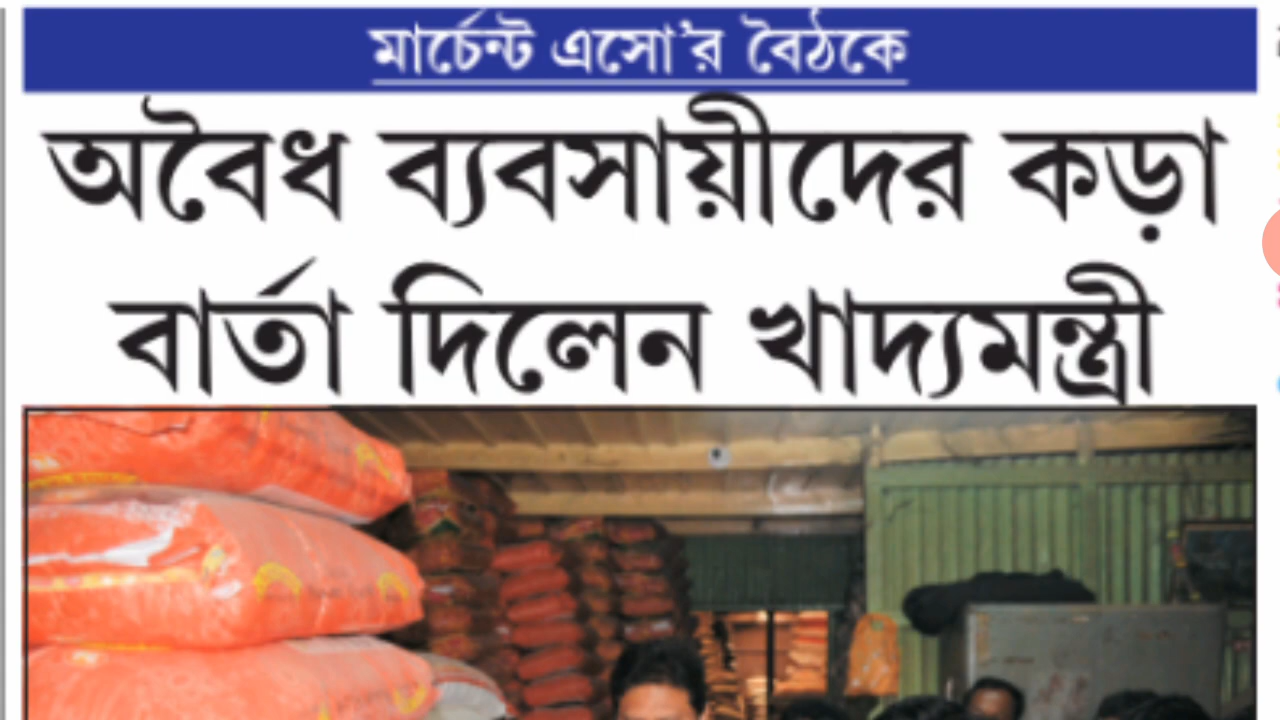 মার্চেন্ট এসো'র বৈঠকে
অবৈধ ব্যবসায়ীদের কড়া
বার্তা দিলেন খাদ্যমন্ত্রী